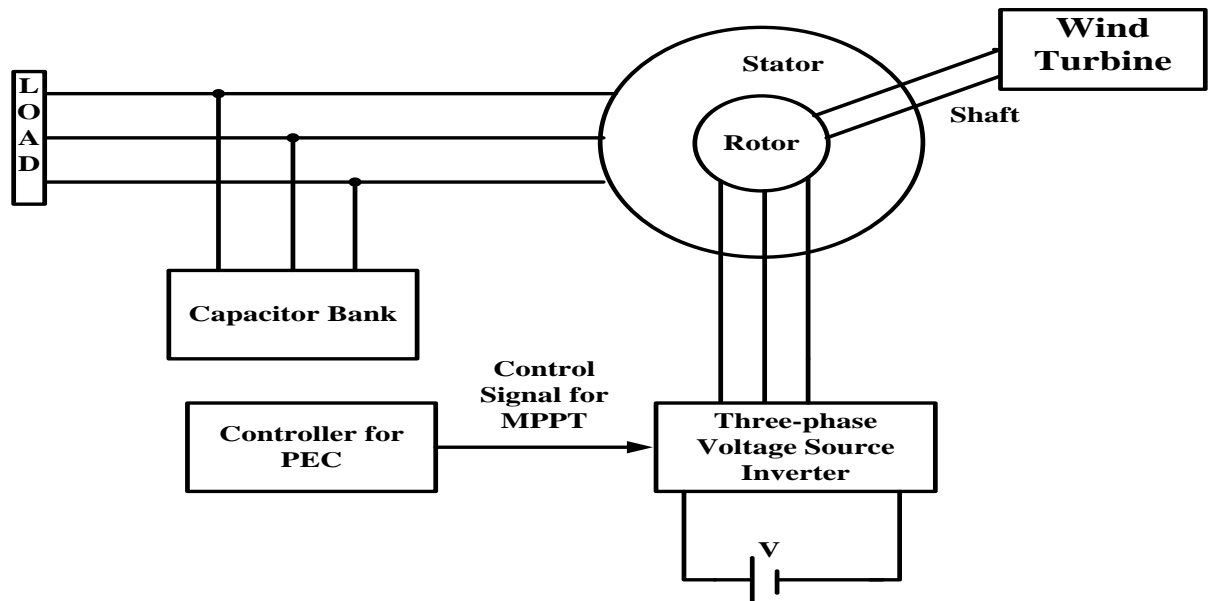 Wind
Turbine
Stator
LOAD
Shaft
Rotor
Capacitor Bank
Control
Signal for
MPPT
Controller for
PEC
Three-phase
Voltage Source
Inverter
V